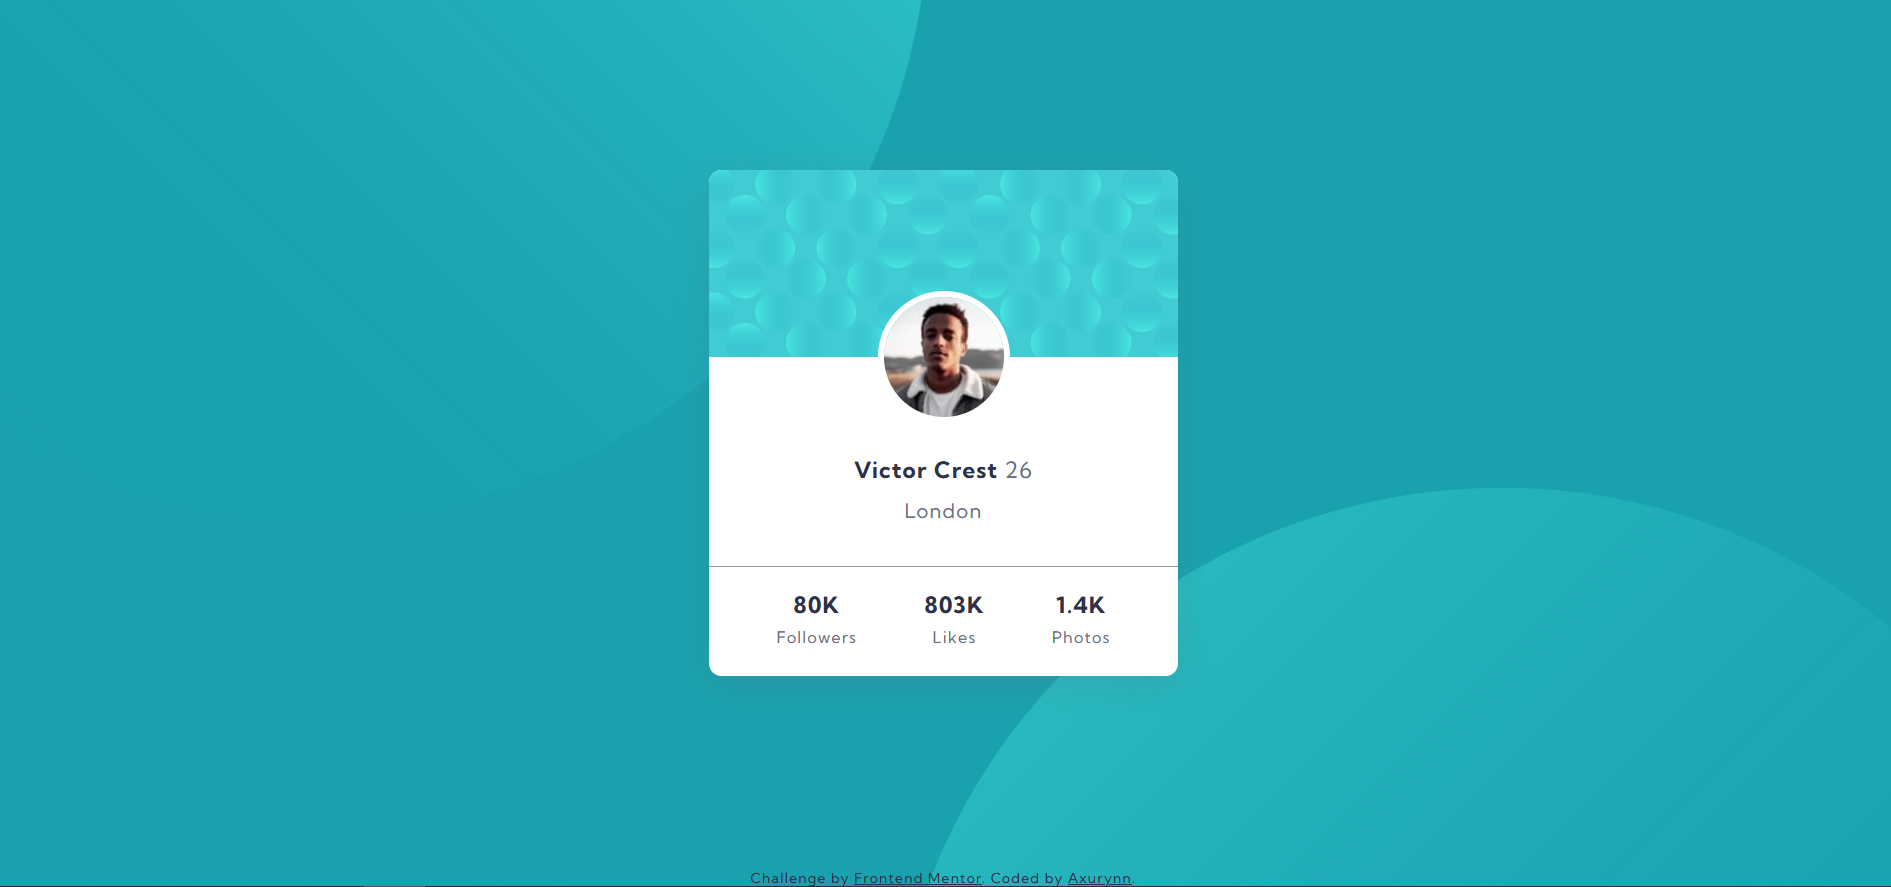 Victor Crest 26
London
80K 803K 1.4K
Followers Likes Photos
Challenge by Frontend Mentor. Coded by Axurynn.